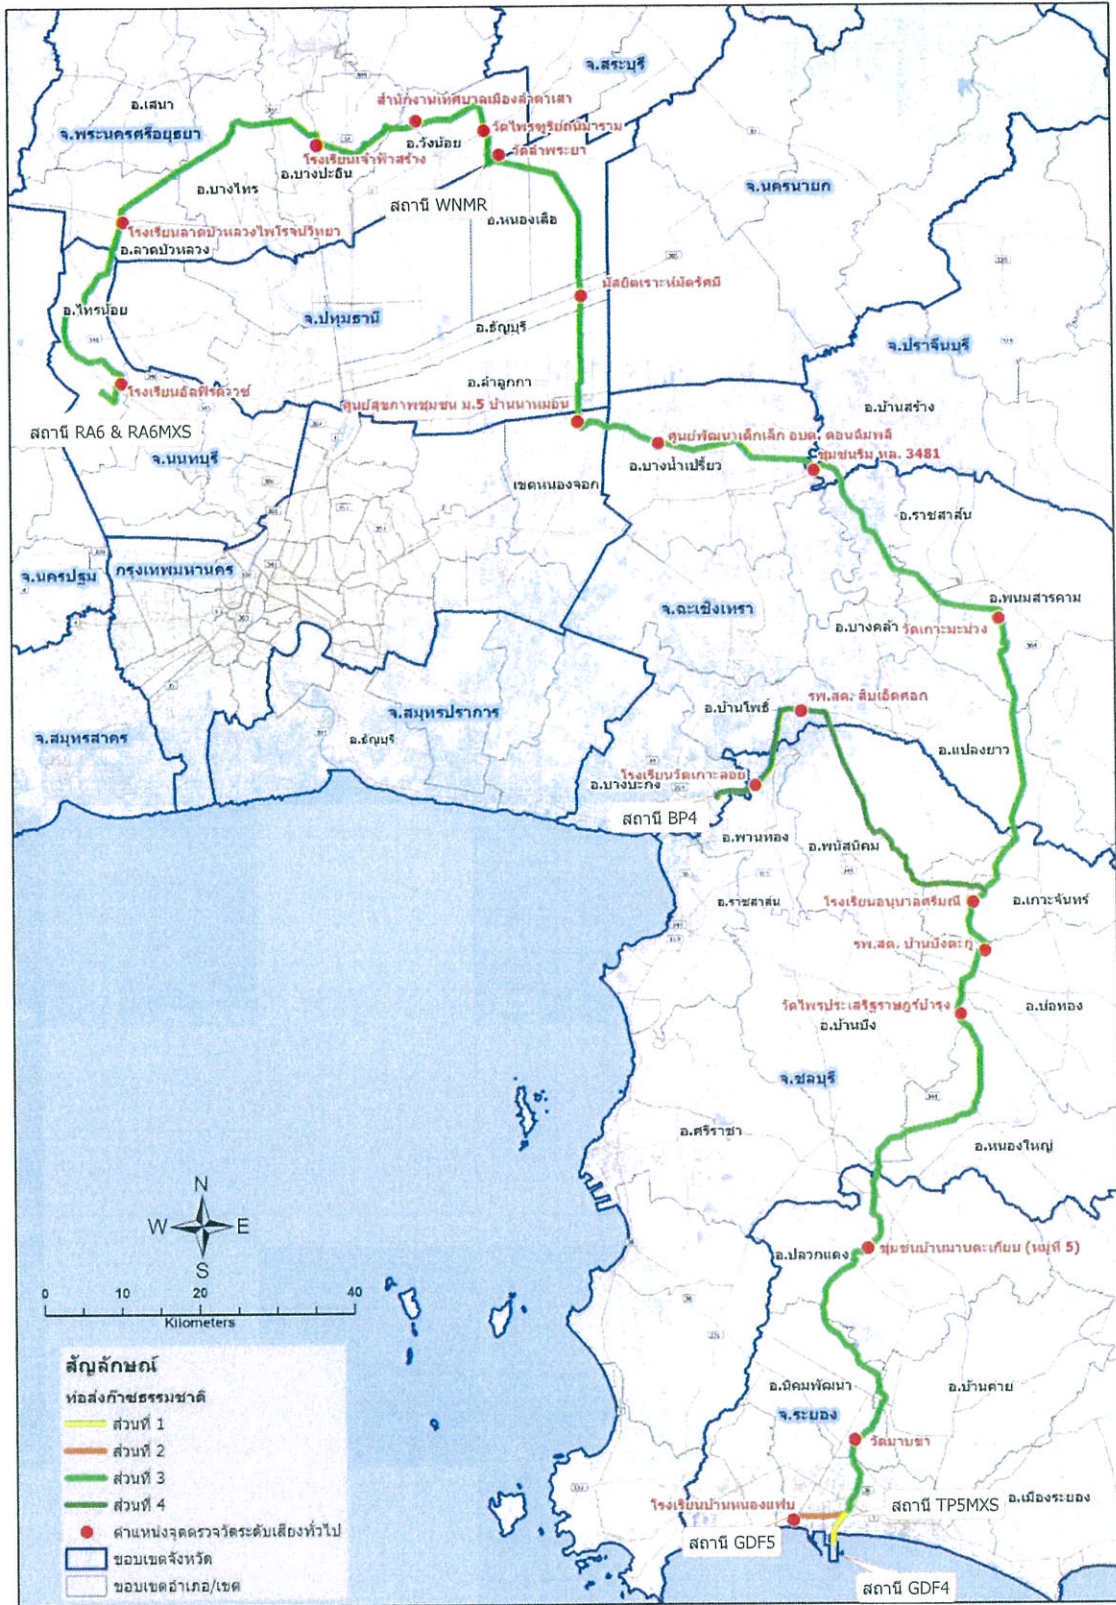 จ.สระบุรี
อ.เสนา
สำนักงานเทศบาลเมืองลำตาเสา
จ.พระนครศรีอยุธยา
วัดไพรฑูริย์ถนิมาราม
อ.วังน้อย
วัดลำพระยา
โรงเรียนเจ้าฟ้าสร้าง
อ.บางปะอิน
อ.บางไทร
จ.นครนายก
สถานี WNMR
อ.หนองเสือ
โรงเรียนลาดบัวหลวงไพโรจน์วิทยา
อ.ลาดบัวหลวง
มัสยิดเราะห์มัตรัศมี
อ.ไทรน้อย
จ.ปทุมธานี
อ.ธัญบุรี
จ.ปราจีนบุรี
อ.ลำลูกกา
โรงเรียนอัลฟิรเดาวซ์
ศูนย์สุขภาพชุมชน ม.5 บ้านนาหม่อน
อ.บ้านสร้าง
สถานี RA6 & RA6MXS
ศูนย์พัฒนาเด็กเล็ก อบต. ดอนฉิมพลี
จ.นนทบุรี
ชุมชนริม ทล. 3481
อ.บางน้ำเปรี้ยว
เขตหนองจอก
อ.ราชสาส์น
จ.นครปฐม
กรุงเทพมหานคร
อ.พนมสารคาม
จ.ฉะเชิงเทรา
อ.บางคล้า
วัดเกาะมะม่วง
รพ.สต. สิบเอ็ดศอก
อ.บ้านโพธิ์
จ.สมุทรปราการ
จ.สมุทรสาคร
อ.ธัญบุรี
อ.แปลงยาว
โรงเรียนวัดเกาะลอย
อ.บางปะกง
สถานี BP4
อ.พานทอง
อ.พนัสนิคม
อ.ราชสาส์น
โรงเรียนอนุบาลศรีมณี
อ.เกาะจันทร์
รพ.สต. บ้านบึงตะกู
วัดไพรประเสริฐราษฎร์บำรุง
อ.บ่อทอง
อ.บ้านบึง
จ.ชลบุรี
อ.ศรีราชา
อ.หนองใหญ่
N
W E
S
อ.ปลวกแดง
ชุมชนบ้านมาบตะเกียบ (หมู่ที่ 5)
0 10 20 40
Kilometers
สัญลักษณ์
ท่อส่งก๊าซธรรมชาติ
ส่วนที่ 1
ส่วนที่ 2
ส่วนที่ 3
ส่วนที่ 4
ตำแหน่งจุดตรวจวัดระดับเสียงทั่วไป
ขอบเขตจังหวัด
ขอบเขตอำเภอ/เขต
อ.นิคมพัฒนา
อ.บ้านค่าย
จ.ระยอง
วัดมาบข่า
โรงเรียนบ้านหนองแฟบ
สถานี TP5MXS
อ.เมืองระยอง
สถานี GDF5
สถานี GDF4